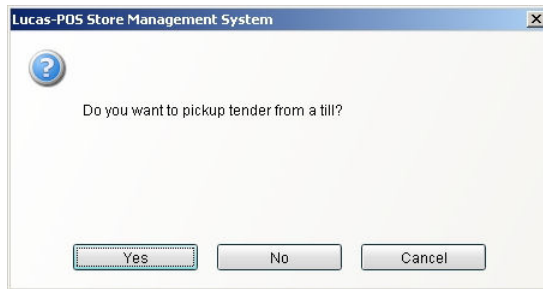 Lucas-POS Store Management System
Do you want to pickup tender from a till?
Yes No Cancel